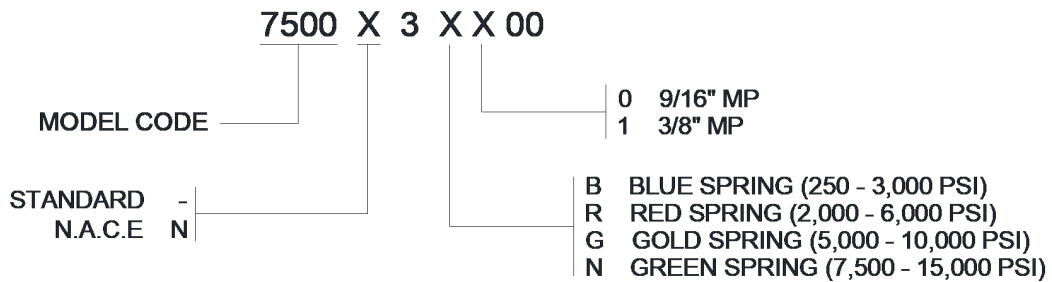 7500 X 3 X X 00
0 9/16" MP
1 3/8" MP
MODEL CODE
STANDARD -
N.A.C.E N
B BLUE SPRING (250 - 3,000 PSI)
R RED SPRING (2,000 - 6,000 PSI)
G GOLD SPRING (5,000 - 10,000 PSI)
N GREEN SPRING (7,500 - 15,000 PSI)